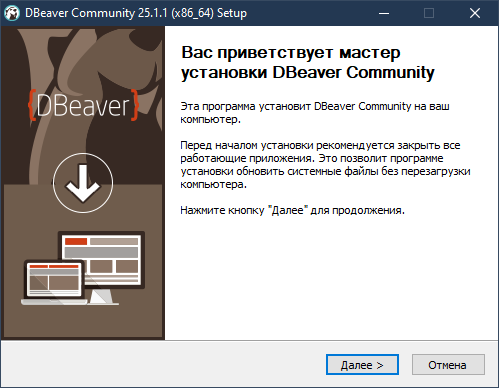 DBeaver Community 25.1.1 (x86_64) Setup
Вас приветствует мастер
установки DBeaver Community
{DBeaver}
Эта программа установит DBeaver Community на ваш
компьютер.
Перед началом установки рекомендуется закрыть все
работающие приложения. Это позволит программе
установки обновить системные файлы без перезагрузки
компьютера.
Нажмите кнопку "Далее" для продолжения.
Далее >
Отмена